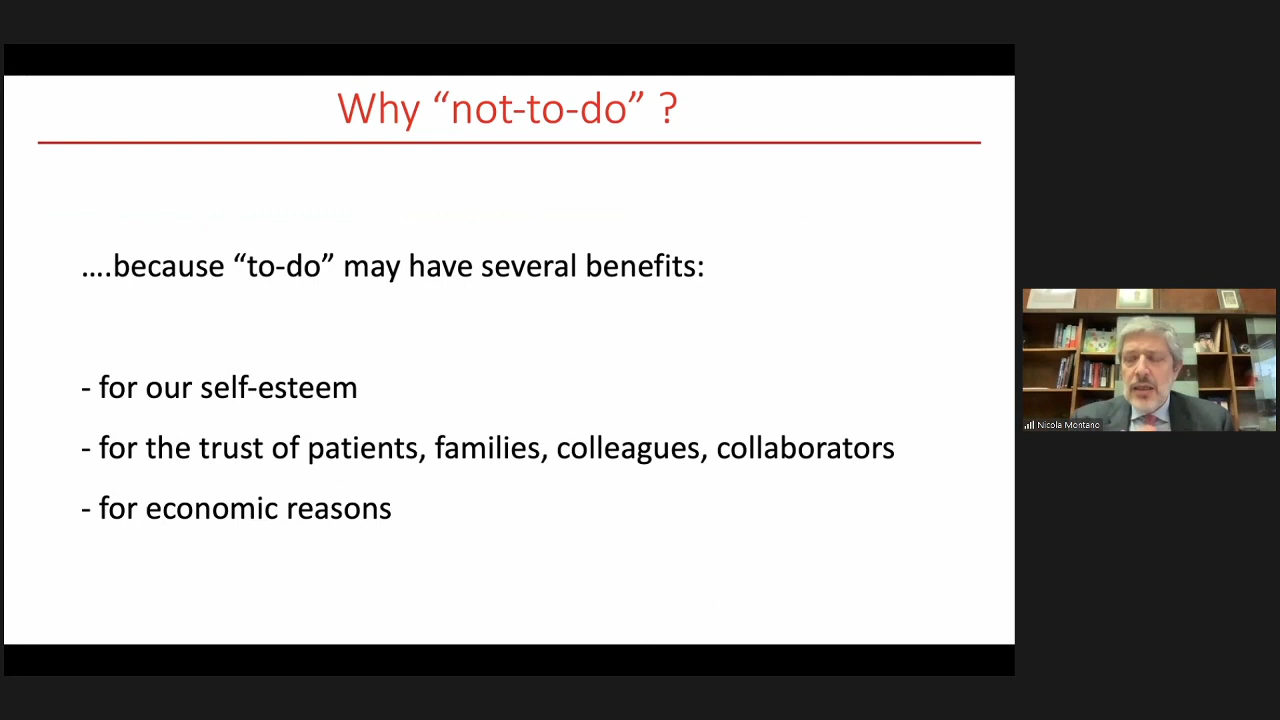 Why “not-to-do” ?
....because “to-do” may have several benefits:
- for our self-esteem
- for the trust of patients, families, colleagues, collaborators
- for economic reasons
Nicola Montano